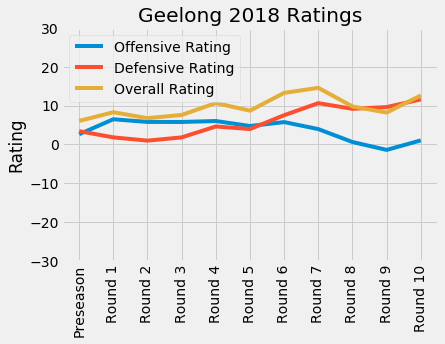 Geelong 2018 Ratings
Offensive Rating
Defensive Rating
Overall Rating
Rating
30
20
10
0
−10
−20
−30
Preseason
Round 1
Round 2
Round 3
Round 4
Round 5
Round 6
Round 7
Round 8
Round 9
Round 10